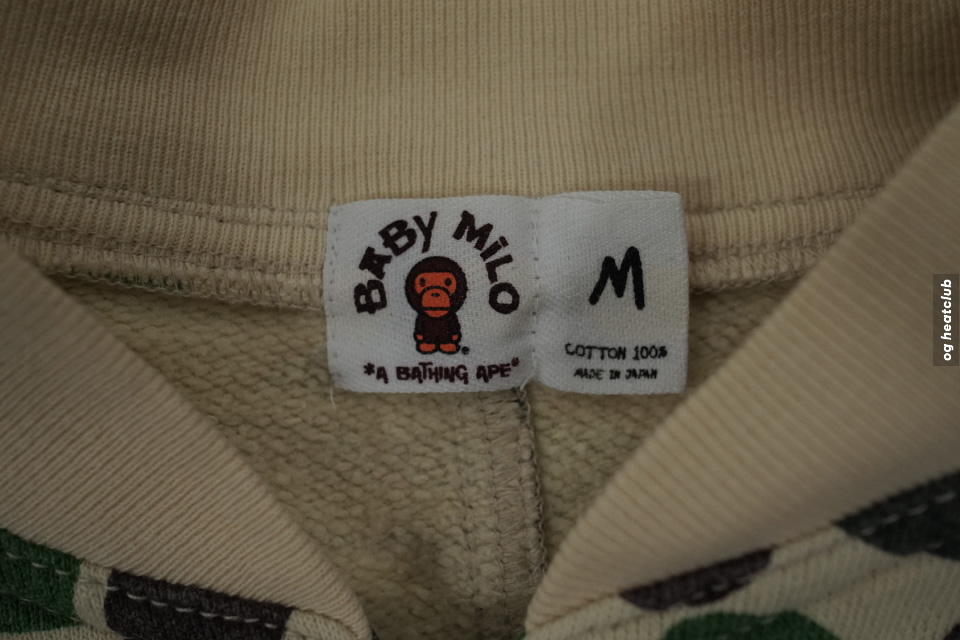 BABY MiLO
®
*A BATHING APE®
M
COTTON 100%
MADE IN JAPAN
og heatclub